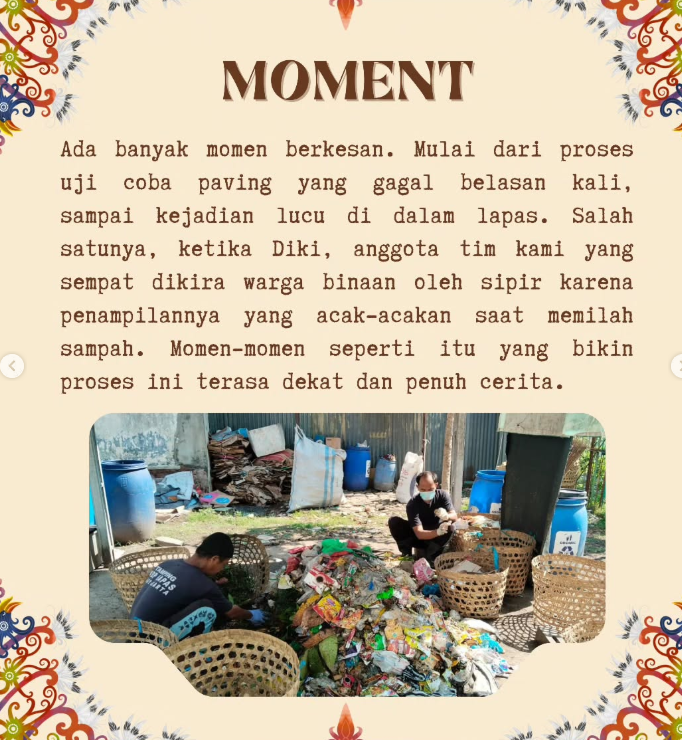 MOMENT
Ada banyak momen berkesan. Mulai dari proses
uji coba paving yang gagal belasan kali,
sampai kejadian lucu di dalam lapas. Salah
satunya, ketika Diki, anggota tim kami yang
sempat dikira warga binaan oleh sipir karena
penampilannya yang acak-acakan saat memilah
sampah. Momen-momen seperti itu yang bikin
proses ini terasa dekat dan penuh cerita.